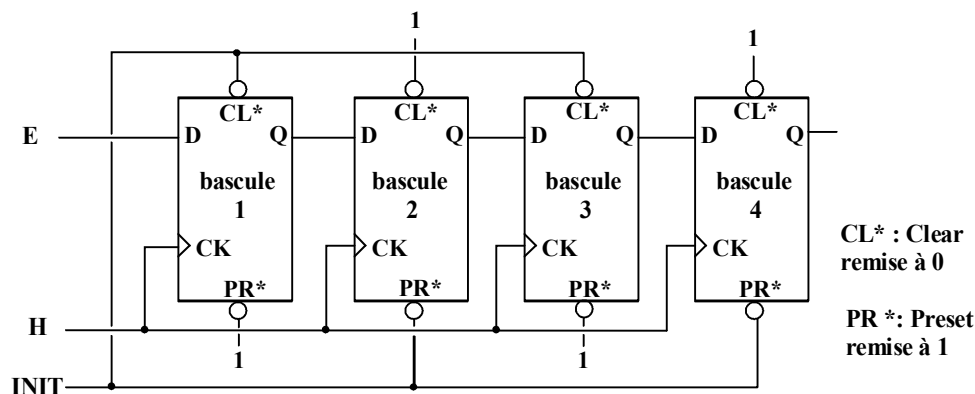 1
1
CL*
CL*
CL*
CL*
E
D
Q
D
Q
D
Q
D
Q
bascule
1
bascule
2
bascule
3
bascule
4
CK
CK
CK
CK
CL* : Clear
remise à 0
PR*
PR*
PR*
PR*
PR *: Preset
remise à 1
H
1
1
INIT